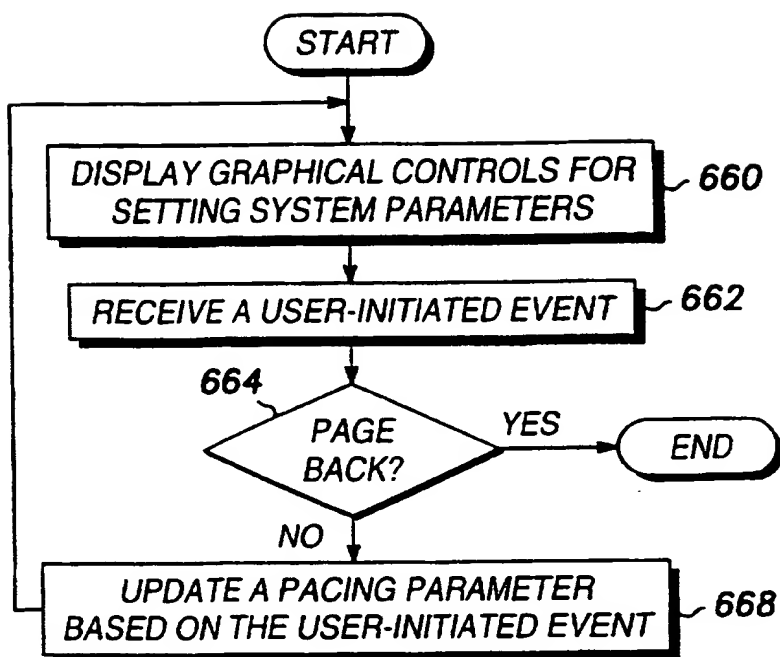 START
DISPLAY GRAPHICAL CONTROLS FOR
SETTING SYSTEM PARAMETERS
660
RECEIVE A USER-INITIATED EVENT
662
664
PAGE
BACK?
YES
END
NO
UPDATE A PACING PARAMETER
BASED ON THE USER-INITIATED EVENT
668